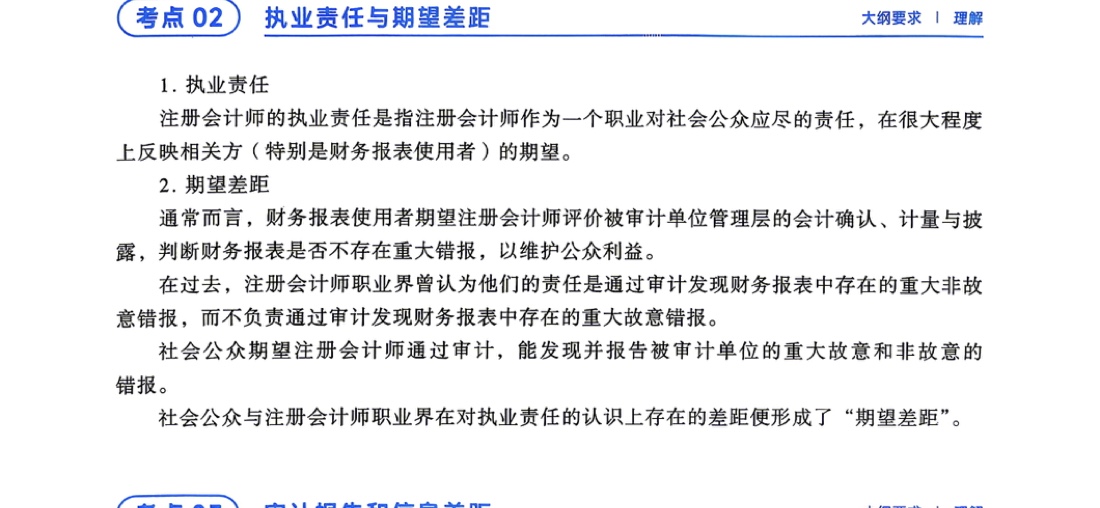 考点 02 执业责任与期望差距 大纲要求 | 理解
1. 执业责任
注册会计师的执业责任是指注册会计师作为一个职业对社会公众应尽的责任，在很大程度
上反映相关方（特别是财务报表使用者）的期望。
2. 期望差距
通常而言，财务报表使用者期望注册会计师评价被审计单位管理层的会计确认、计量与披
露，判断财务报表是否不存在重大错报，以维护公众利益。
在过去，注册会计师职业界曾认为他们的责任是通过审计发现财务报表中存在的重大非故
意错报，而不负责通过审计发现财务报表中存在的重大故意错报。
社会公众期望注册会计师通过审计，能发现并报告被审计单位的重大故意和非故意的
错报。
社会公众与注册会计师职业界在对执业责任的认识上存在的差距便形成了“期望差距”。